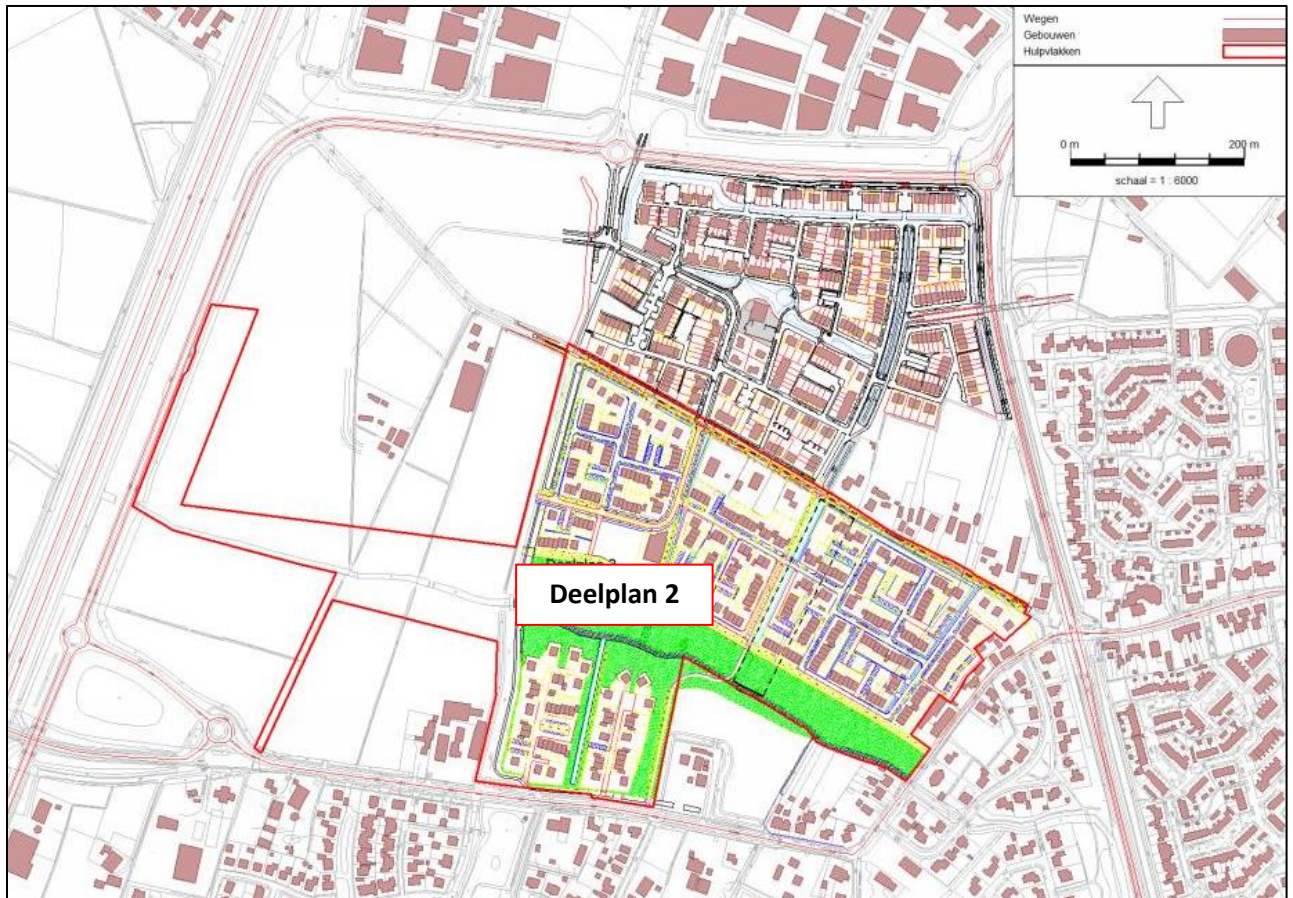 Wegen
Gebouwen
Hulpvlakken
0 m
200 m
schaal = 1 : 6000
Deelplan 2